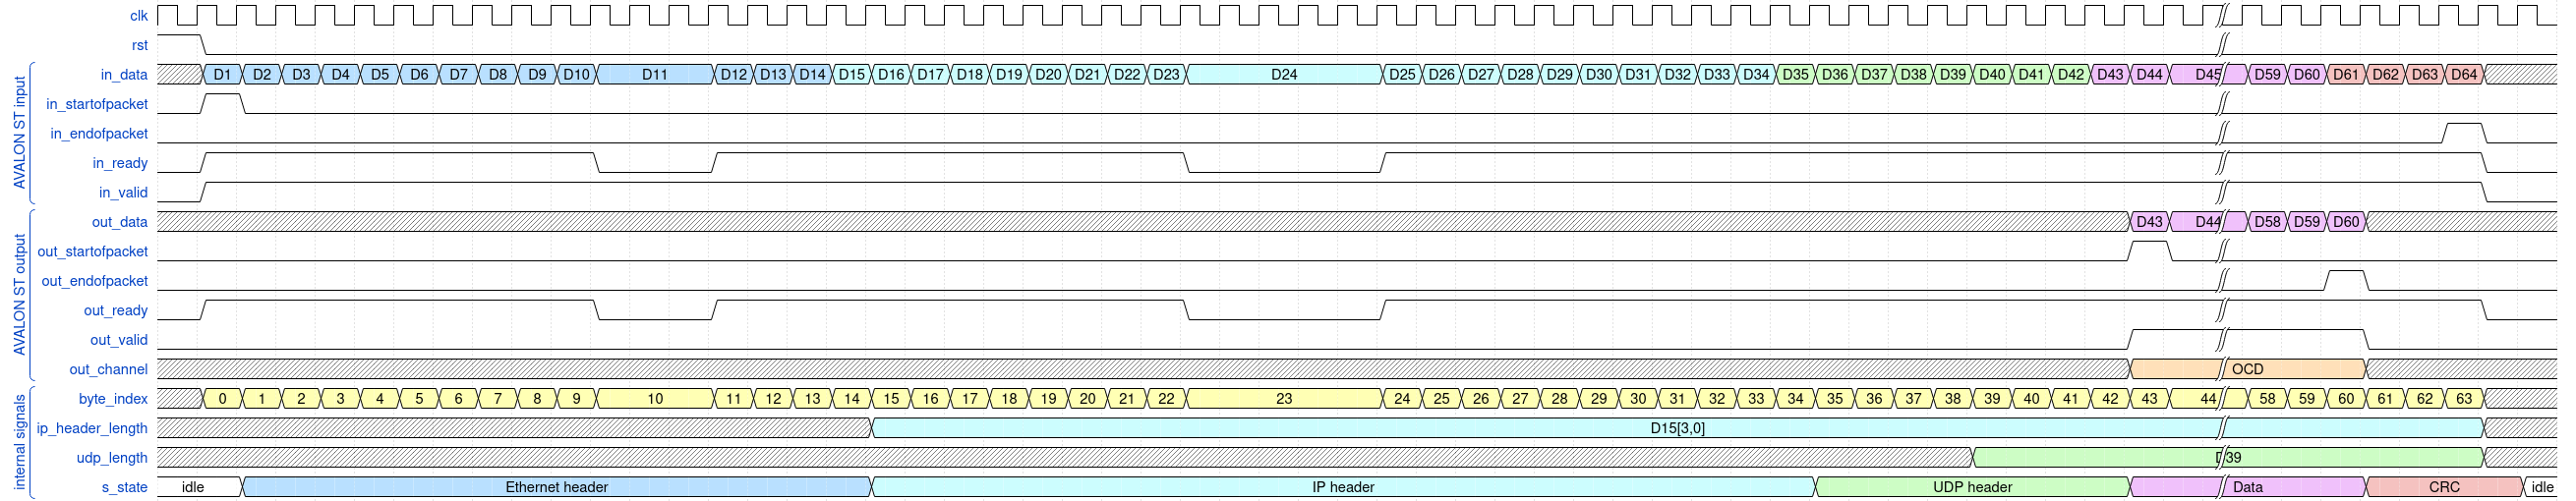 clk
rst
AVALON ST input
in_data D1 D2 D3 D4 D5 D6 D7 D8 D9 D10 D11 D12 D13 D14 D15 D16 D17 D18 D19 D20 D21 D22 D23 D24 D25 D26 D27 D28 D29 D30 D31 D32 D33 D34 D35 D36 D37 D38 D39 D40 D41 D42 D43 D44 D45 D59 D60 D61 D62 D63 D64
in_startofpacket
in_endofpacket
in_ready
in_valid
AVALON ST output
out_data D43 D44 D58 D59 D60
out_startofpacket
out_endofpacket
out_ready
out_valid
out_channel OCD
internal signals
byte_index 0 1 2 3 4 5 6 7 8 9 10 11 12 13 14 15 16 17 18 19 20 21 22 23 24 25 26 27 28 29 30 31 32 33 34 35 36 37 38 39 40 41 42 43 44 58 59 60 61 62 63
ip_header_length D15[3,0]
udp_length D39
s_state idle Ethernet header IP header UDP header Data CRC idle